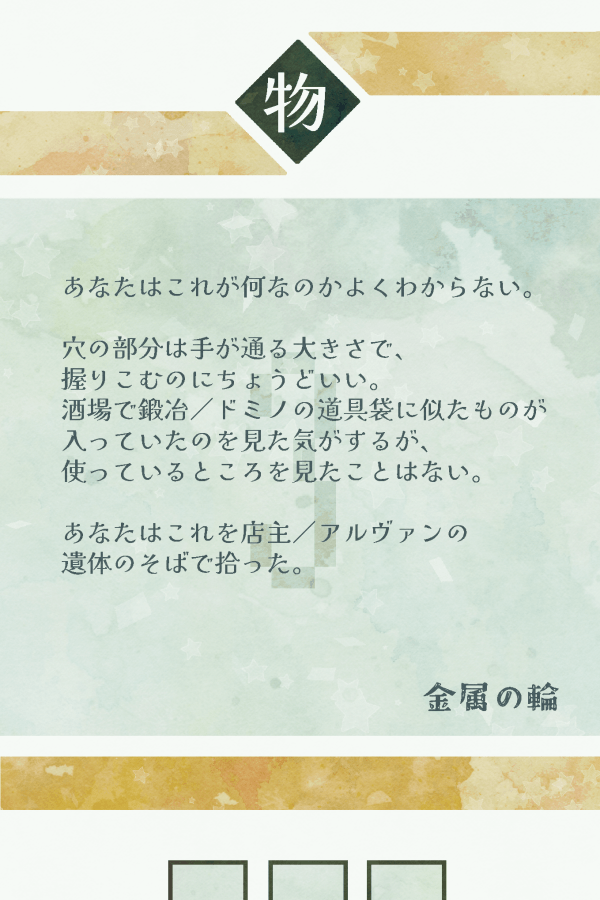 物
あなたはこれが何なのかよくわからない。
穴の部分は手が通る大きさで、
握りこむのにちょうどいい。
酒場で鍛冶／ドミノの道具袋に似たものが
入っていたのを見た気がするが、
使っているところを見たことはない。
あなたはこれを店主／アルヴァンの
遺体のそばで拾った。
金属の輪